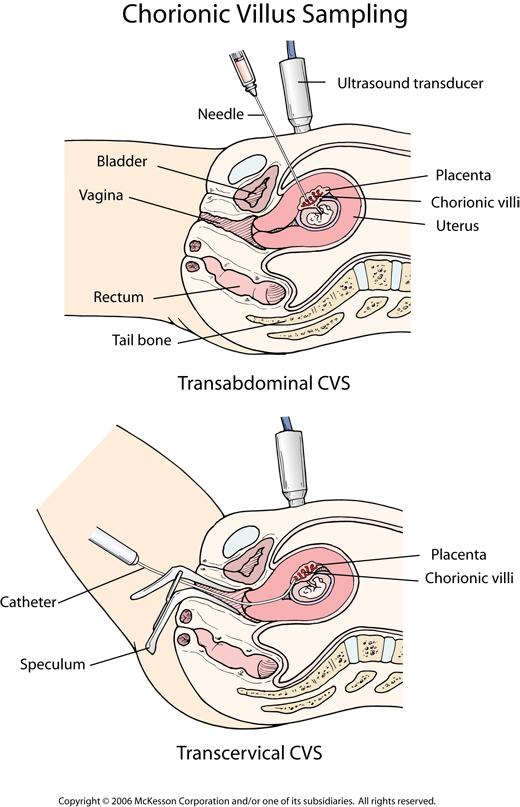 Chorionic Villus Sampling
Ultrasound transducer
Needle
Bladder
Placenta
Vagina
Chorionic villi
Uterus
Rectum
Tail bone
Transabdominal CVS
Placenta
Chorionic villi
Catheter
Speculum
Transcervical CVS
Copyright © 2006 McKesson Corporation and/or one of its subsidiaries. All rights reserved.